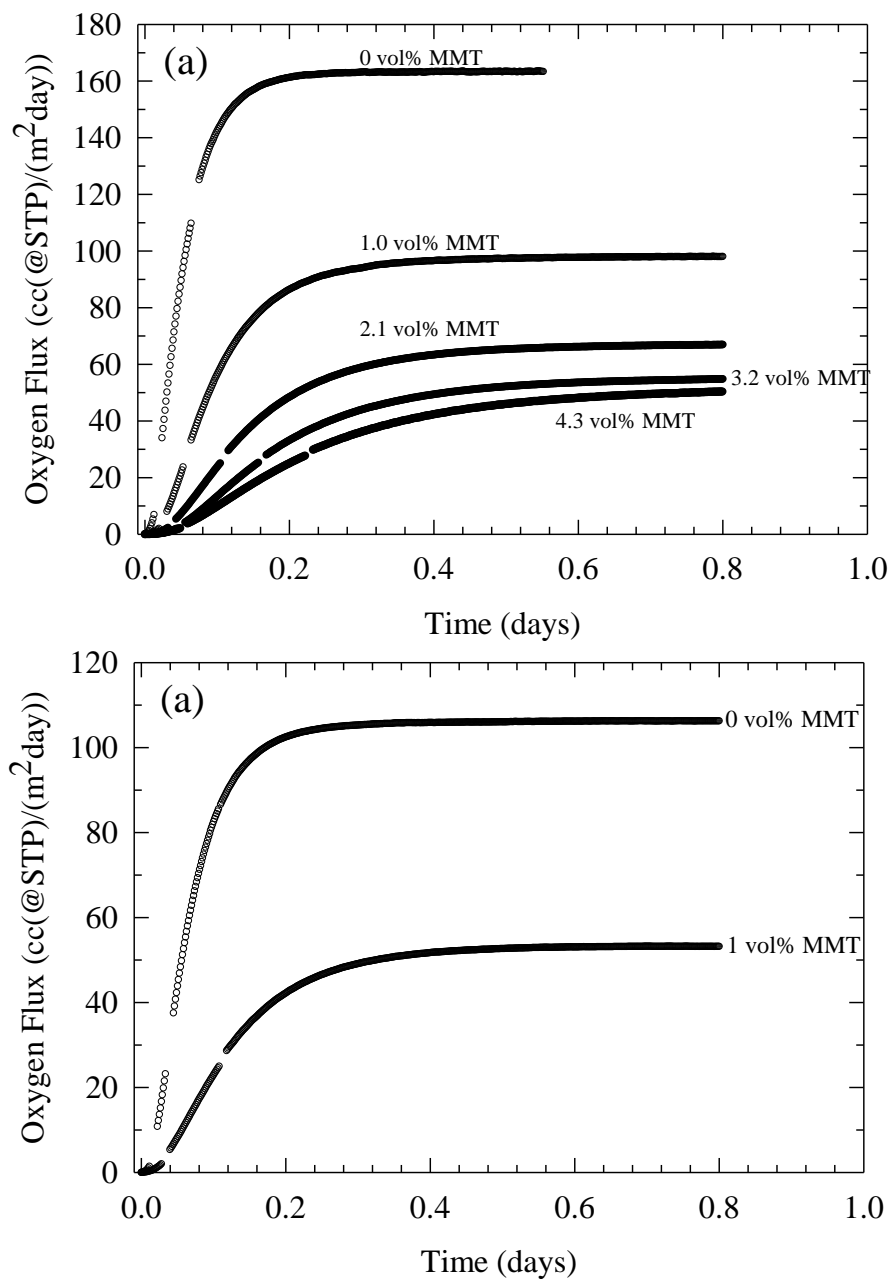 Oxygen Flux (cc(@STP)/(m²day))
180
160
140
120
100
80
60
40
20
0
(a)
0 vol% MMT
1.0 vol% MMT
2.1 vol% MMT
3.2 vol% MMT
4.3 vol% MMT
0.0 0.2 0.4 0.6 0.8 1.0
Time (days)
Oxygen Flux (cc(@STP)/(m²day))
120
100
80
60
40
20
0
(a)
0 vol% MMT
1 vol% MMT
0.0 0.2 0.4 0.6 0.8 1.0
Time (days)